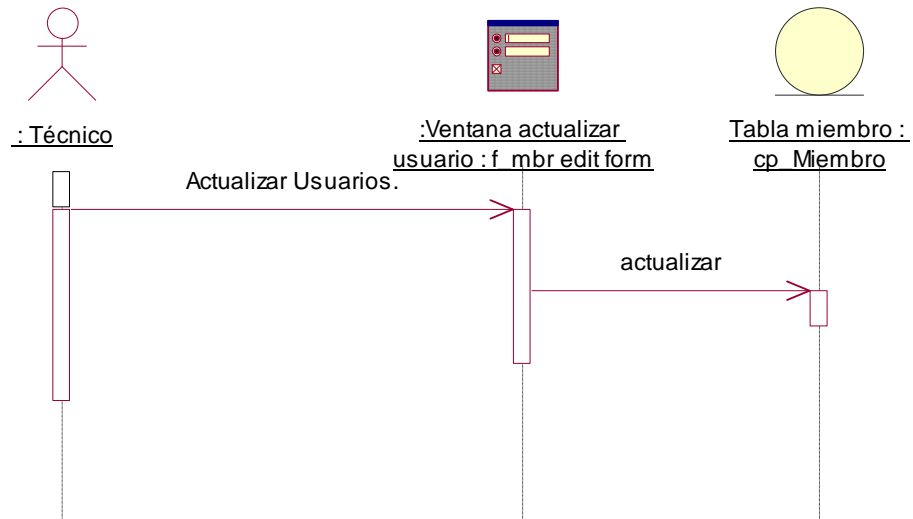 : Técnico
:Ventana actualizar
usuario : f_mbr edit form
Tabla miembro :
cp_Miembro
Actualizar Usuarios.
actualizar